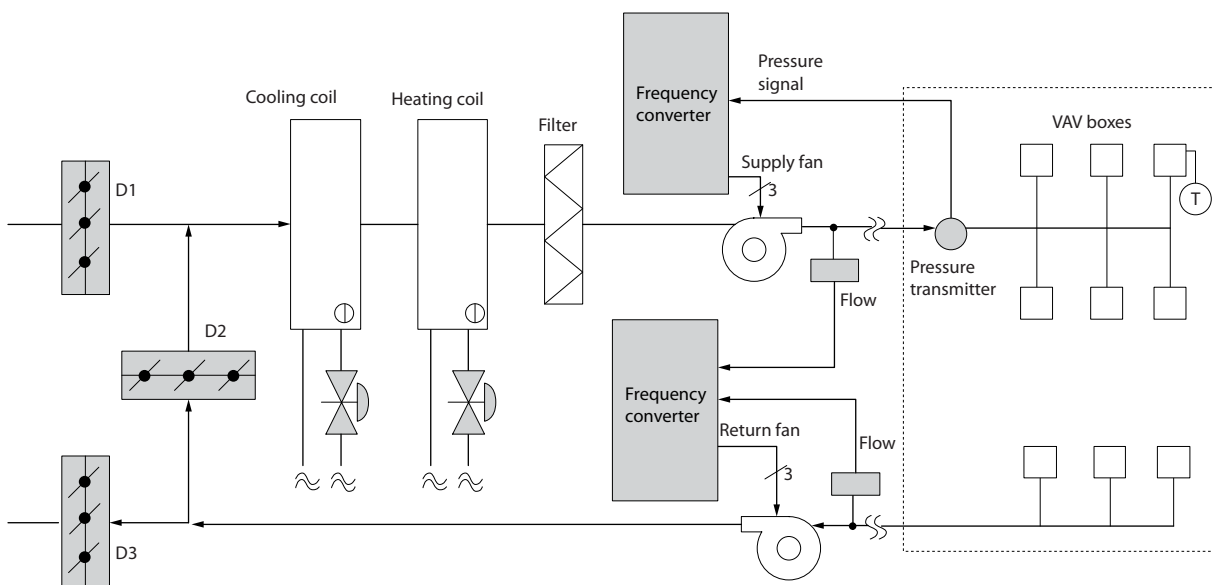 Pressure
signal
Cooling coil
Heating coil
Frequency
converter
VAV boxes
Filter
Supply fan
3
D1
T
Pressure
transmitter
Flow
D2
Frequency
converter
Return fan
Flow
3
D3